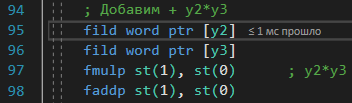 94 ; Добавим + y2*y3
95 fild word ptr [y2] ≤ 1 мс прошло
96 fild word ptr [y3]
97 fmulp st(1), st(0) ; y2*y3
98 faddp st(1), st(0)